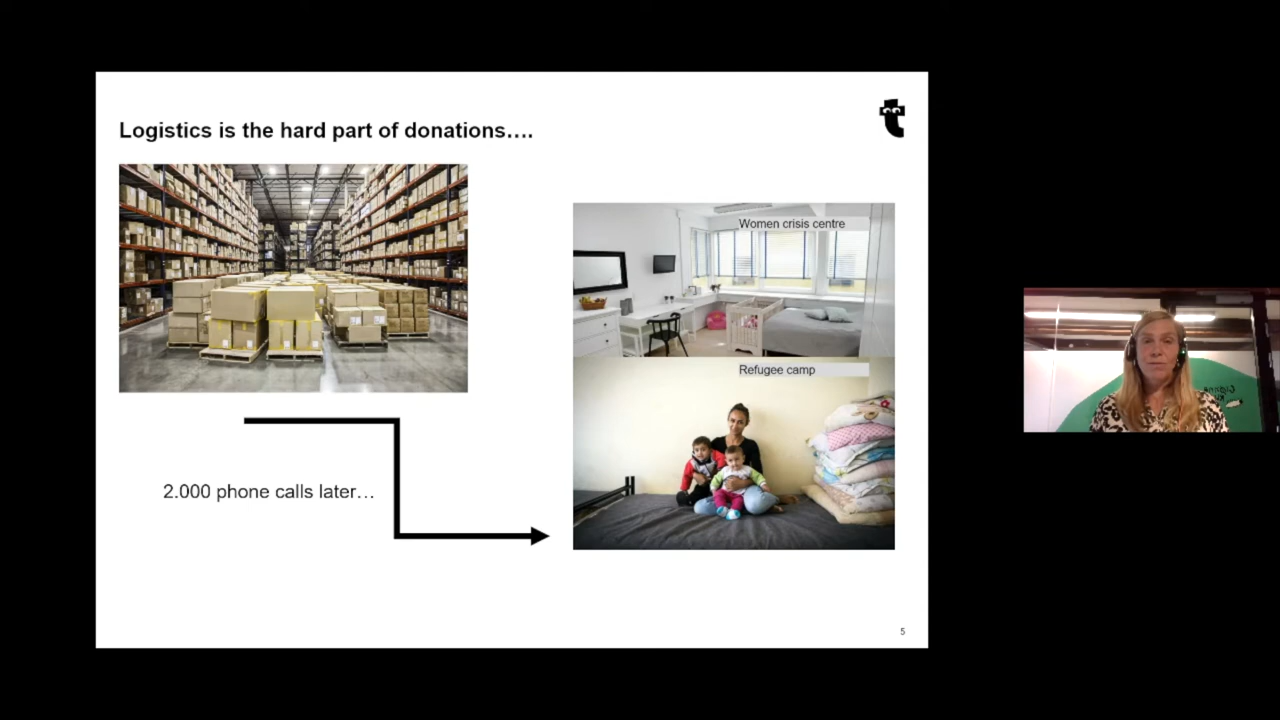 Logistics is the hard part of donations….
Women crisis centre
Refugee camp
2.000 phone calls later…
5